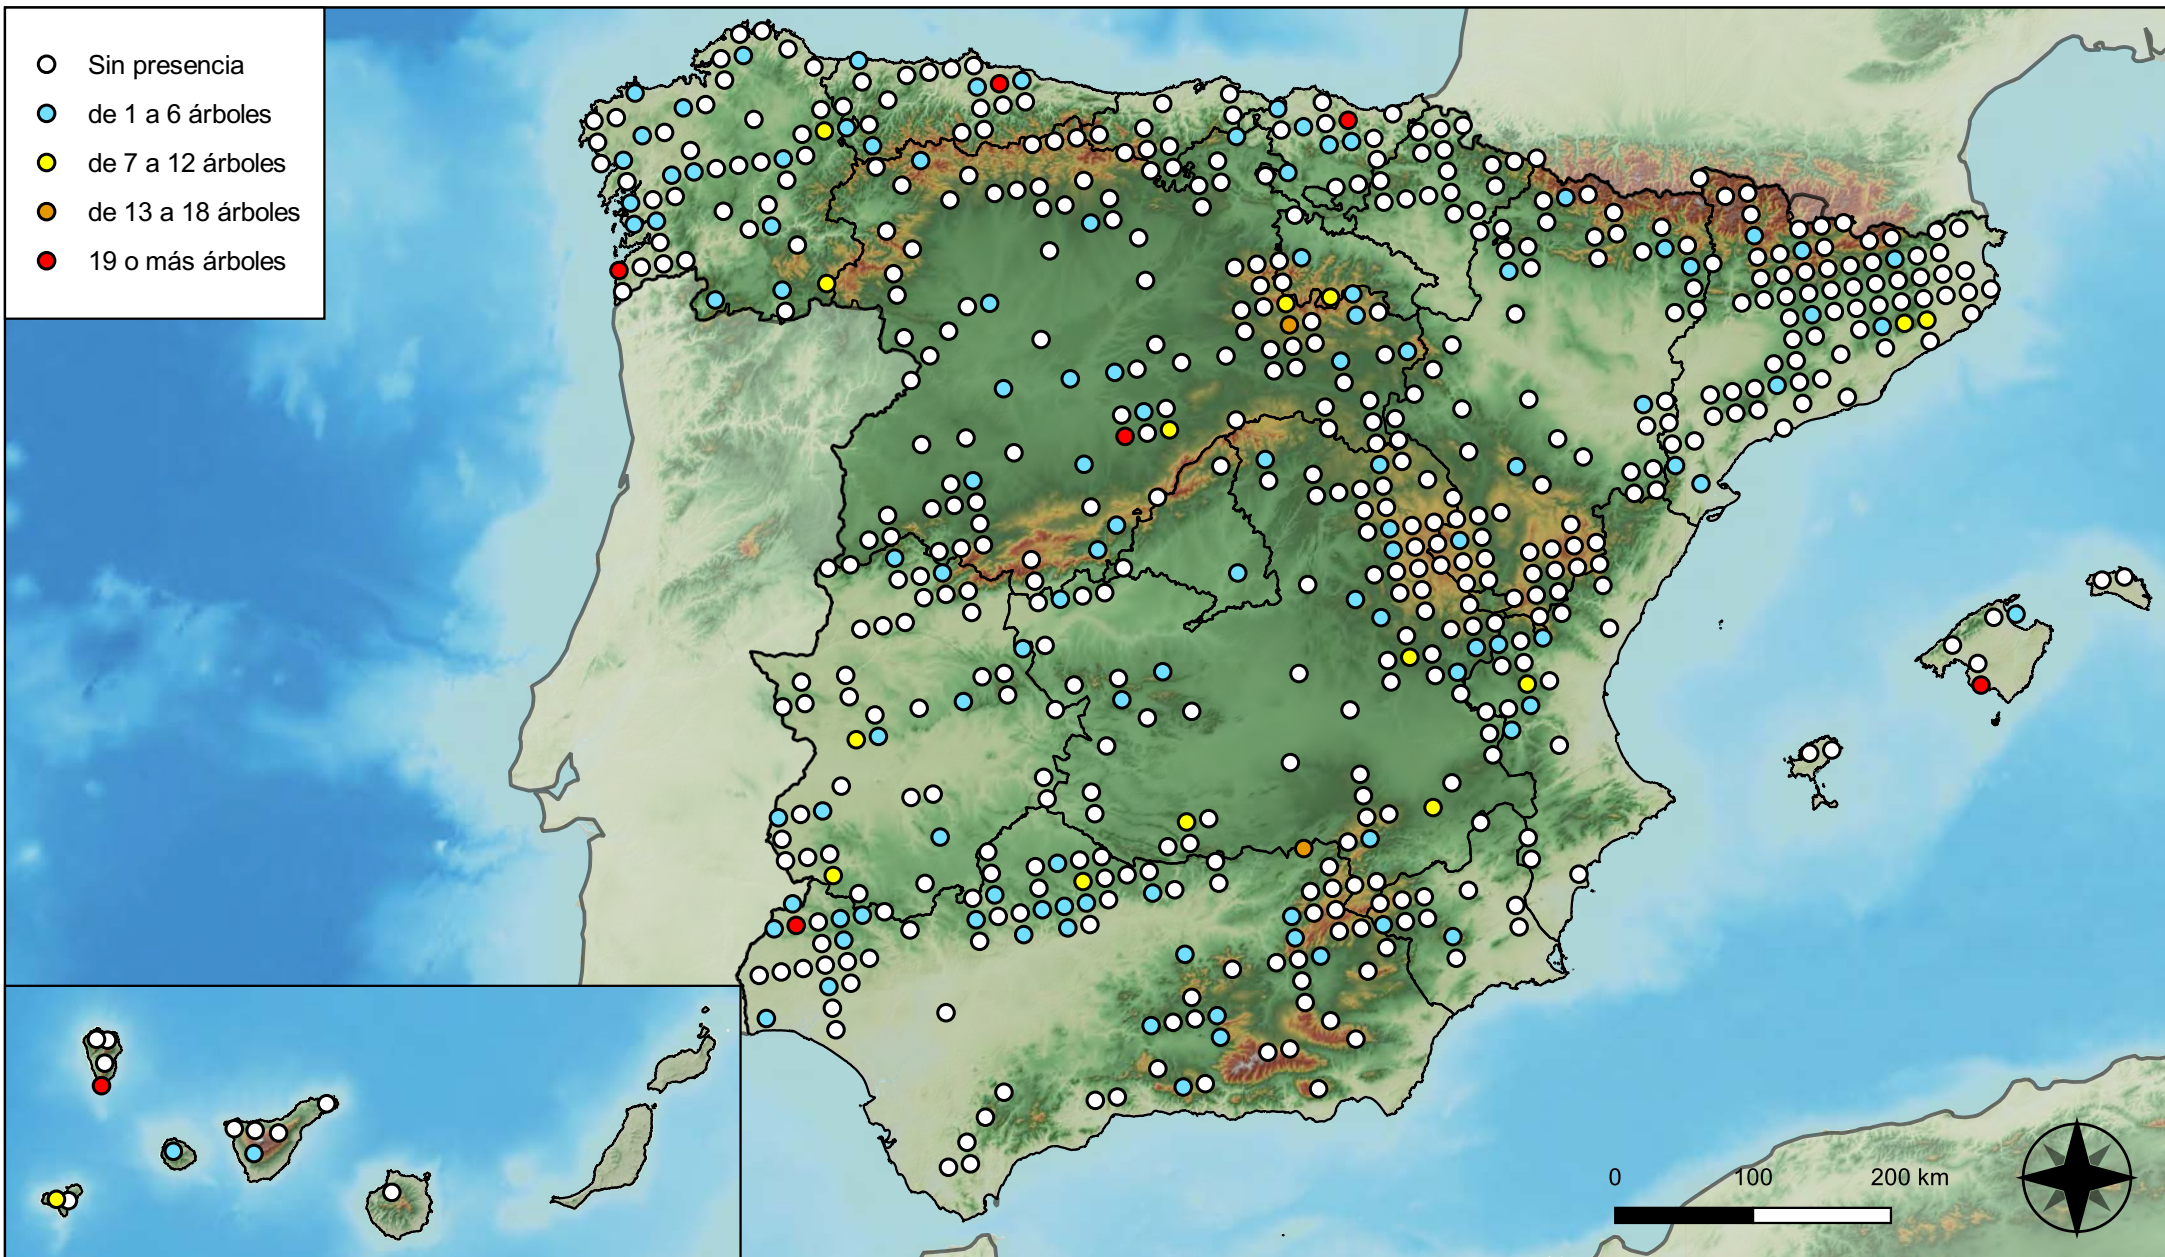 Sin presencia
de 1 a 6 árboles
de 7 a 12 árboles
de 13 a 18 árboles
19 o más árboles
0 100 200 km